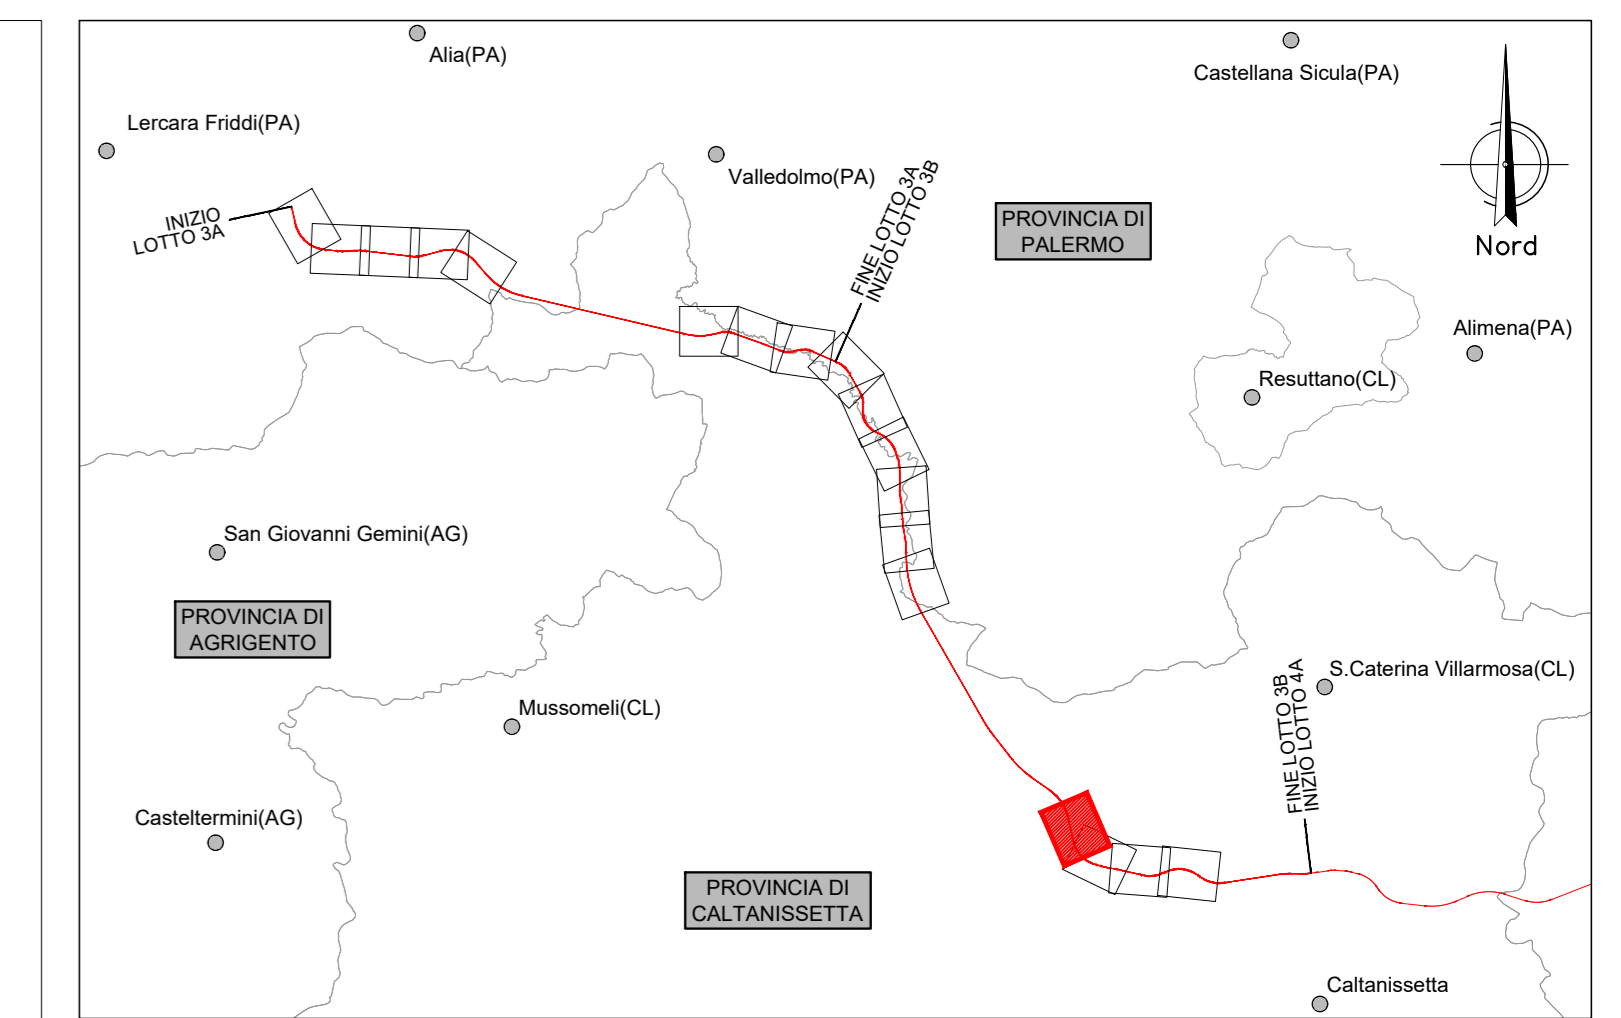 Alia(PA)
Castellana Sicula(PA)
Lercara Friddi(PA)
Valledolmo(PA)
INIZIO
LOTTO 3A
FINE LOTTO 3A
INIZIO LOTTO 3B
PROVINCIA DI
PALERMO
Nord
Alimena(PA)
Resuttano(CL)
San Giovanni Gemini(AG)
PROVINCIA DI
AGRIGENTO
S.Caterina Villarmosa(CL)
FINE LOTTO 3B
INIZIO LOTTO 4A
Mussomeli(CL)
Casteltermini(AG)
PROVINCIA DI
CALTANISSETTA
Caltanissetta